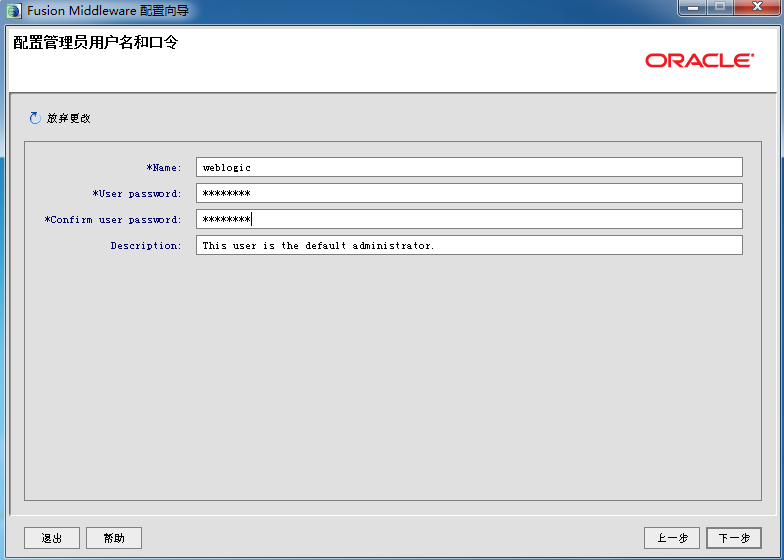 Fusion Middleware 配置向导
配置管理员用户名和口令
ORACLE
放弃更改
*Name: weblogic
*User password: ********
*Confirm user password: ********
Description: This user is the default administrator.
退出 帮助 上一步 下一步